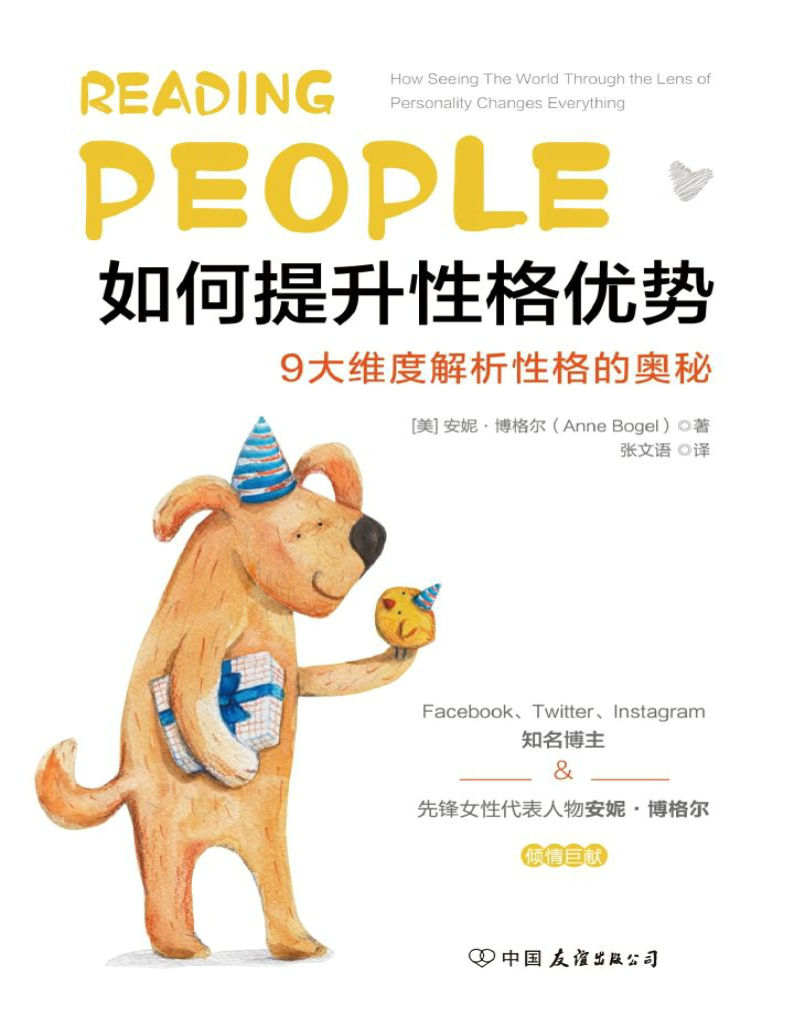 READING
How Seeing The World Through the Lens of
Personality Changes Everything
PEOPLE
如何提升性格优势
9大维度解析性格的奥秘
[美] 安妮·博格尔（Anne Bogel）◎著
张文语 ◎译
Facebook、Twitter、Instagram
知名博主
&
先锋女性代表人物安妮·博格尔
倾情巨献
中国友谊出版公司